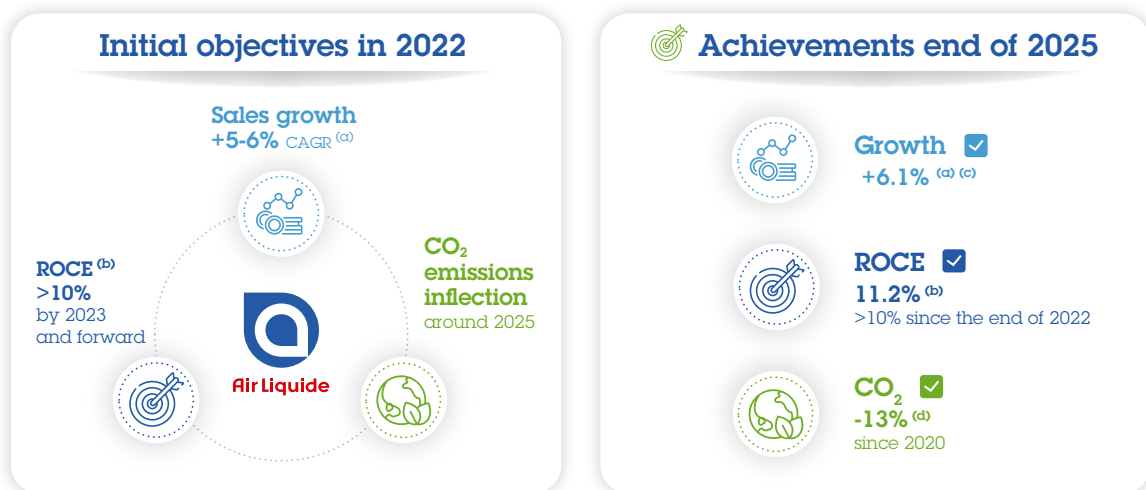 Initial objectives in 2022
Sales growth
+5-6% CAGR (a)
ROCE (b)
>10%
by 2023
and forward
CO₂
emissions
inflection
around 2025
Air Liquide
Achievements end of 2025
Growth
+6.1% (a) (c)
ROCE
11.2% (b)
>10% since the end of 2022
CO₂
-13% (d)
since 2020